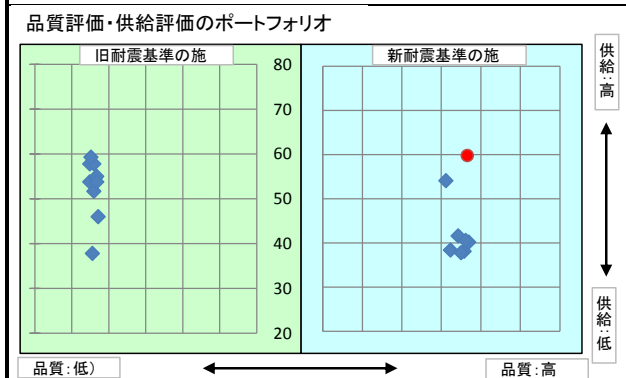 品質評価・供給評価のポートフォリオ
旧耐震基準の施
新耐震基準の施
供給:高
80
70
60
50
40
30
20
供給:低
品質:低)
品質:高